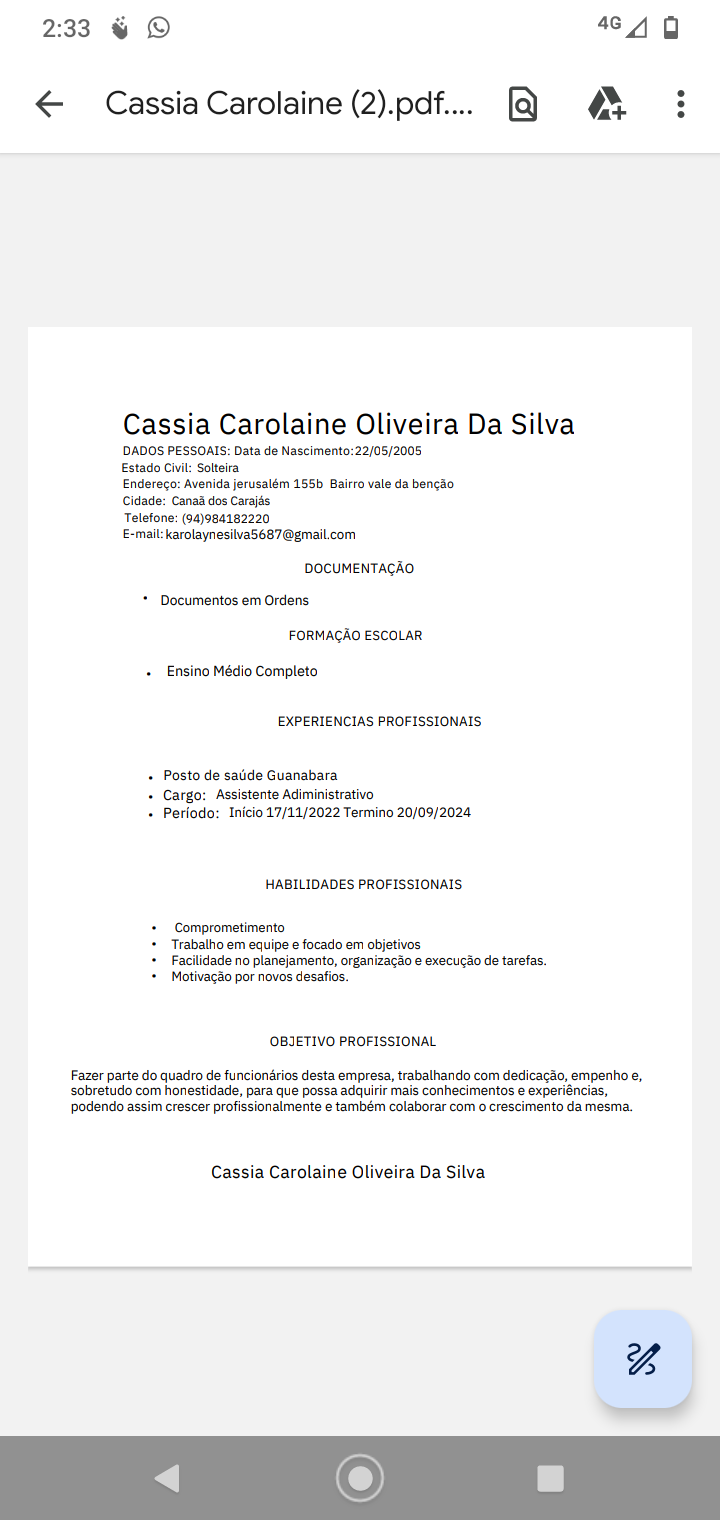 2:33
4G
Cassia Carolaine (2).pdf....
Cassia Carolaine Oliveira Da Silva
DADOS PESSOAIS: Data de Nascimento:22/05/2005
Estado Civil: Solteira
Endereço: Avenida jerusalém 155b Bairro vale da benção
Cidade: Canaã dos Carajás
Telefone: (94)984182220
E-mail: karolaynesilva5687@gmail.com
DOCUMENTAÇÃO
• Documentos em Ordens
FORMAÇÃO ESCOLAR
• Ensino Médio Completo
EXPERIENCIAS PROFISSIONAIS
• Posto de saúde Guanabara
• Cargo: Assistente Adiministrativo
• Período: Início 17/11/2022 Termino 20/09/2024
HABILIDADES PROFISSIONAIS
• Comprometimento
• Trabalho em equipe e focado em objetivos
• Facilidade no planejamento, organização e execução de tarefas.
• Motivação por novos desafios.
OBJETIVO PROFISSIONAL
Fazer parte do quadro de funcionários desta empresa, trabalhando com dedicação, empenho e,
sobretudo com honestidade, para que possa adquirir mais conhecimentos e experiências,
podendo assim crescer profissionalmente e também colaborar com o crescimento da mesma.
Cassia Carolaine Oliveira Da Silva